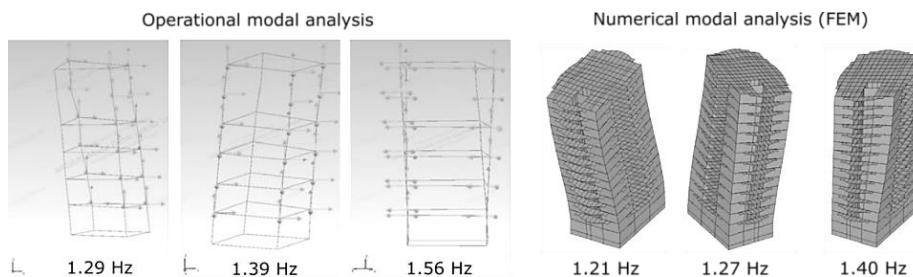 Operational modal analysis
Numerical modal analysis (FEM)
1.29 Hz
1.39 Hz
1.56 Hz
1.21 Hz
1.27 Hz
1.40 Hz